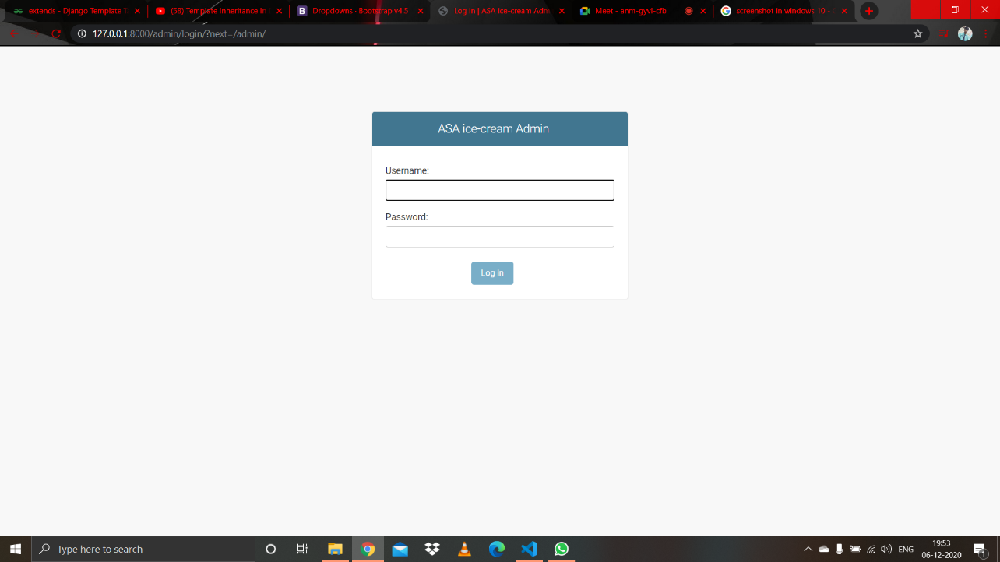 extends - Django Template T
(58) Template Inheritance In
Dropdowns · Bootstrap v4.5
Log in | ASA ice-cream Adm
Meet - anm-gyvi-cfb
screenshot in windows 10 -
127.0.0.1:8000/admin/login/?next=/admin/
ASA ice-cream Admin
Username:
Password:
Log in
Type here to search
ENG
19:53
06-12-2020
1